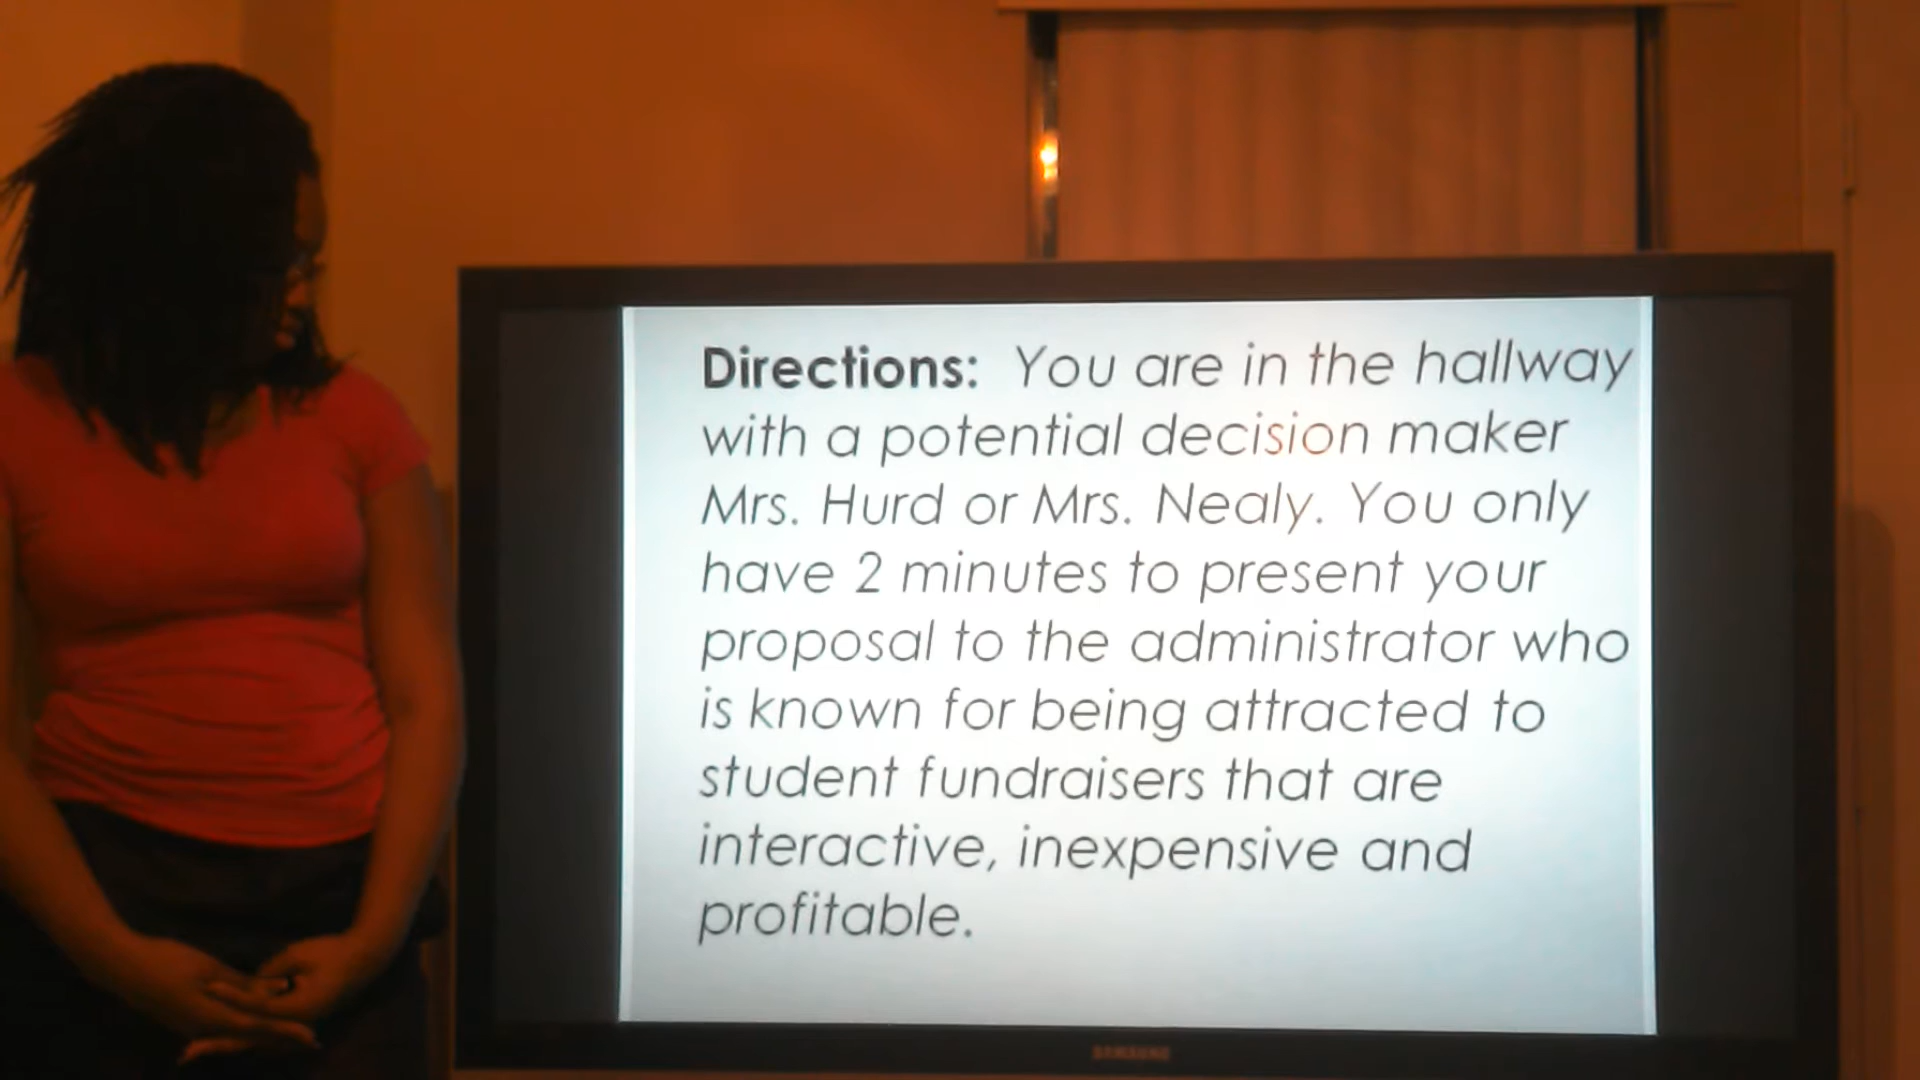 Directions: You are in the hallway
with a potential decision maker
Mrs. Hurd or Mrs. Nealy. You only
have 2 minutes to present your
proposal to the administrator who
is known for being attracted to
student fundraisers that are
interactive, inexpensive and
profitable.
SAMSUNG